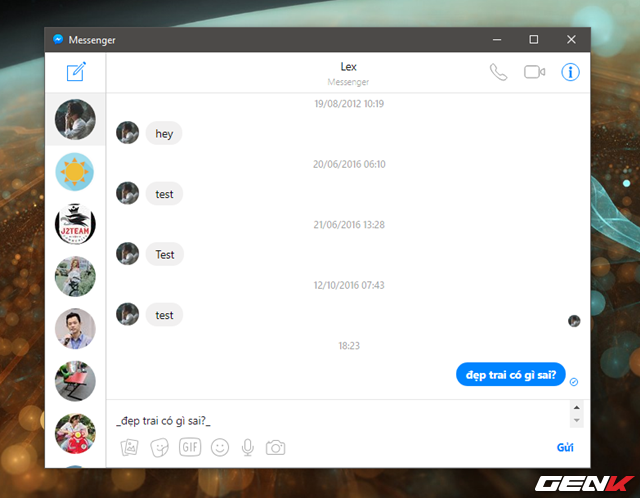 Messenger
Lex
Messenger
19/08/2012 10:19
hey
20/06/2016 06:10
test
21/06/2016 13:28
Test
12/10/2016 07:43
test
18:23
đẹp trai có gì sai?
_đẹp trai có gì sai?_
GIF
Gửi
J2TEAM
GENK